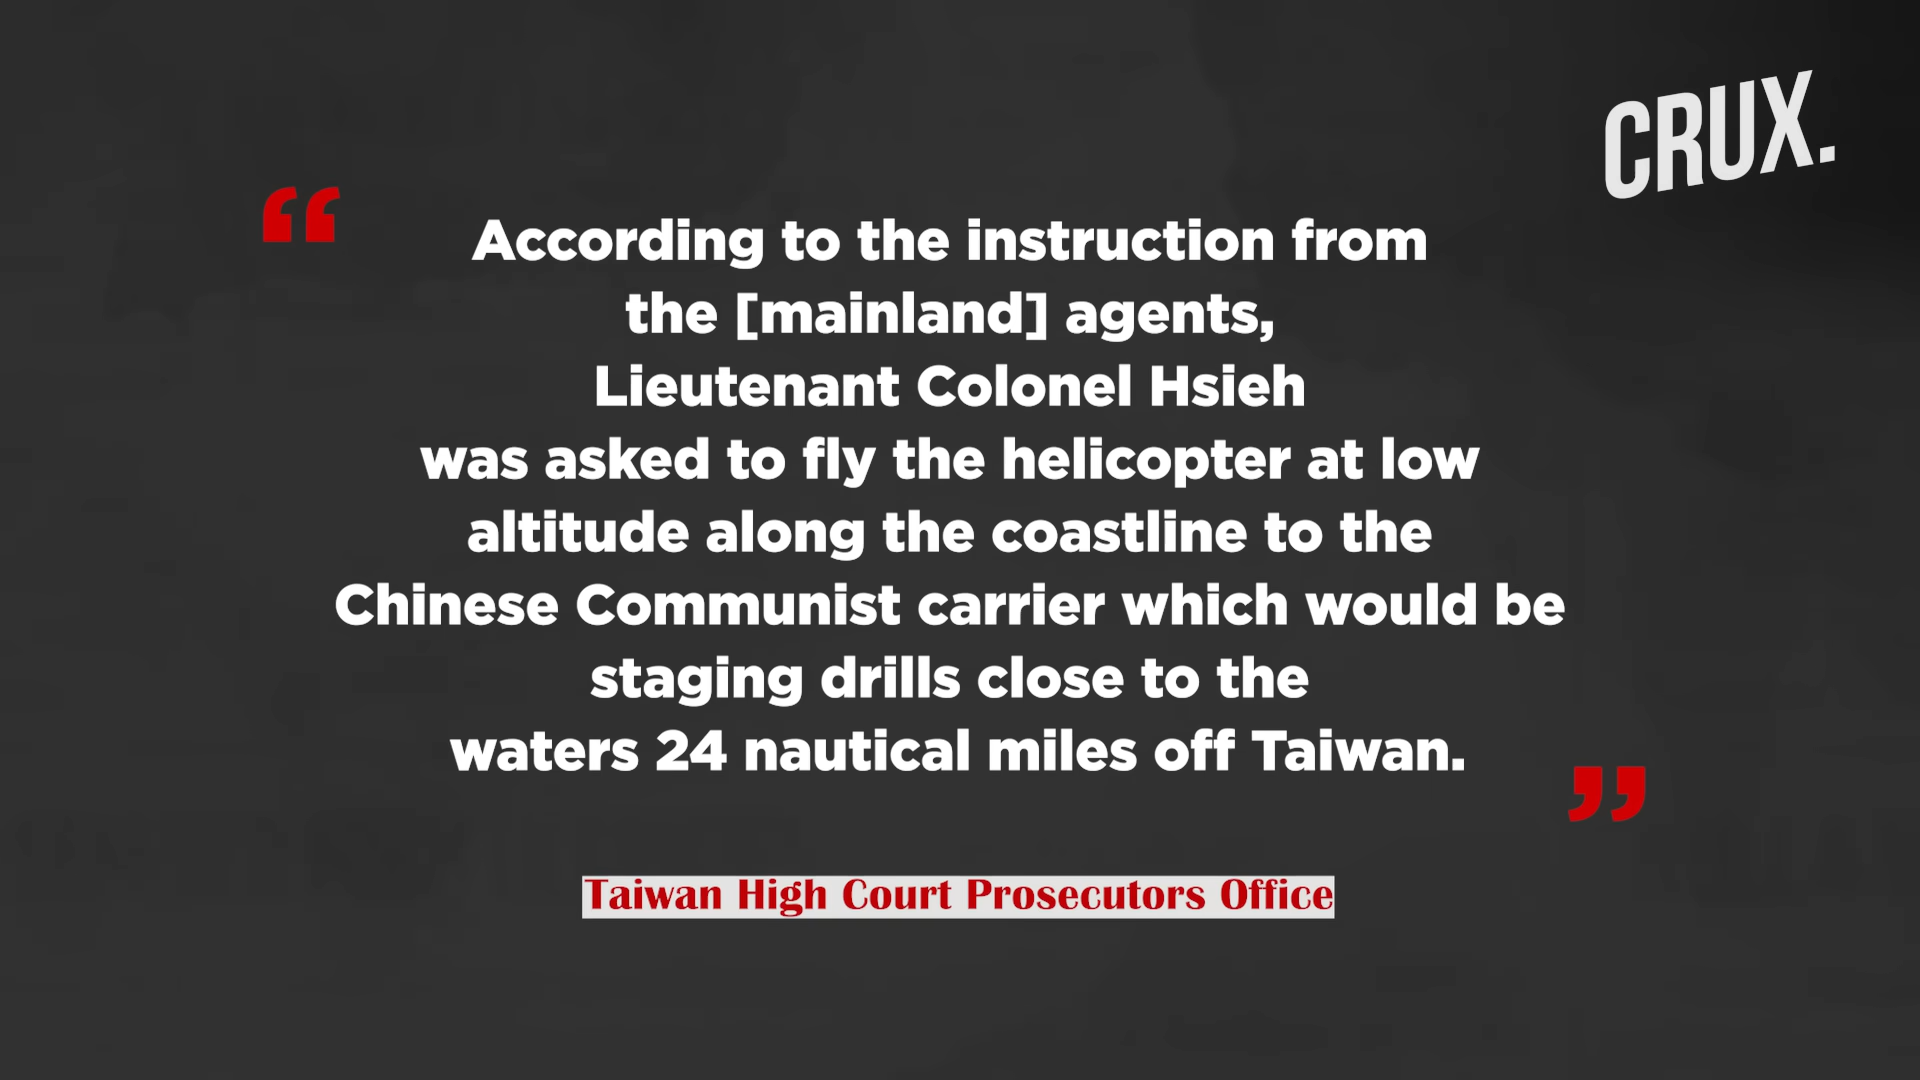 CRUX.
“
According to the instruction from
the [mainland] agents,
Lieutenant Colonel Hsieh
was asked to fly the helicopter at low
altitude along the coastline to the
Chinese Communist carrier which would be
staging drills close to the
waters 24 nautical miles off Taiwan.
”
Taiwan High Court Prosecutors Office